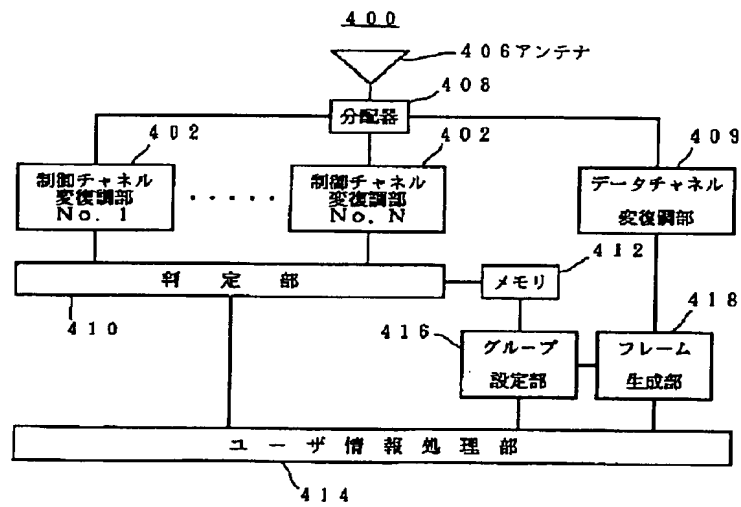 400
406アンテナ
408
分配器
402
402
409
制御チャネル
変復調部
No. 1
・・・・・
制御チャネル
変復調部
No. N
データチャネル
変復調部
判定部
メモリ
412
410
416
グループ
設定部
418
フレーム
生成部
ユーザ情報処理部
414